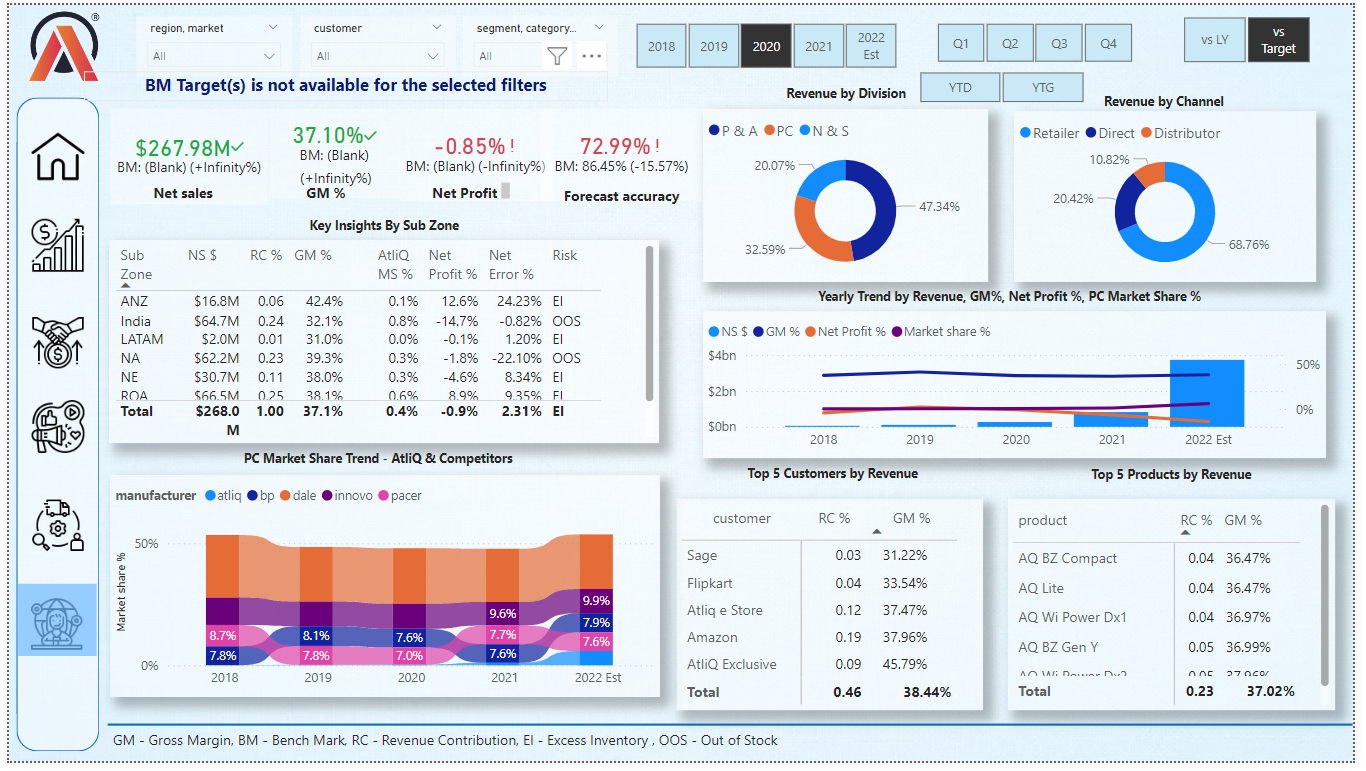 region, market
All
customer
All
segment, category...
All
2018
2019
2020
2021
2022
Est
Q1
Q2
Q3
Q4
YTD
YTG
vs LY
vs
Target
BM Target(s) is not available for the selected filters
$267.98M
BM: (Blank) (+Infinity%)
Net sales
37.10%
BM: (Blank)
(+Infinity%)
GM %
-0.85% !
BM: (Blank) (-Infinity%)
Net Profit
72.99% !
BM: 86.45% (-15.57%)
Forecast accuracy
Revenue by Division
P & A PC N & S
20.07%
47.34%
32.59%
Revenue by Channel
Retailer Direct Distributor
10.82%
20.42%
68.76%
Key Insights By Sub Zone
Sub Zone NS $ RC % GM % AtliQ MS % Net Profit % Net Error % Risk
ANZ $16.8M 0.06 42.4% 0.1% 12.6% 24.23% EI
India $64.7M 0.24 32.1% 0.8% -14.7% -0.82% OOS
LATAM $2.0M 0.01 31.0% 0.0% -0.1% 1.20% EI
NA $62.2M 0.23 39.3% 0.3% -1.8% -22.10% OOS
NE $30.7M 0.11 38.0% 0.3% -4.6% 8.34% EI
ROA $66.5M 0.25 38.1% 0.6% 8.9% 9.35% EI
Total $268.0 1.00 37.1% 0.4% -0.9% 2.31% EI
M
Yearly Trend by Revenue, GM%, Net Profit %, PC Market Share %
NS $ GM % Net Profit % Market share %
$4bn
$2bn
$0bn
50%
0%
2018 2019 2020 2021 2022 Est
PC Market Share Trend - AtliQ & Competitors
manufacturer atliq bp dale innovo pacer
Market share %
50%
0%
8.7%
7.8%
8.1%
7.8%
7.6%
7.0%
9.6%
7.7%
7.6%
9.9%
7.9%
7.6%
2018 2019 2020 2021 2022 Est
Top 5 Customers by Revenue
customer RC % GM %
Sage 0.03 31.22%
Flipkart 0.04 33.54%
Atliq e Store 0.12 37.47%
Amazon 0.19 37.96%
AtliQ Exclusive 0.09 45.79%
Total 0.46 38.44%
Top 5 Products by Revenue
product RC % GM %
AQ BZ Compact 0.04 36.47%
AQ Lite 0.04 36.47%
AQ Wi Power Dx1 0.04 36.97%
AQ BZ Gen Y 0.05 36.99%
AQ Wi Power Dx2 0.05 37.96%
Total 0.23 37.02%
GM - Gross Margin, BM - Bench Mark, RC - Revenue Contribution, EI - Excess Inventory , OOS - Out of Stock